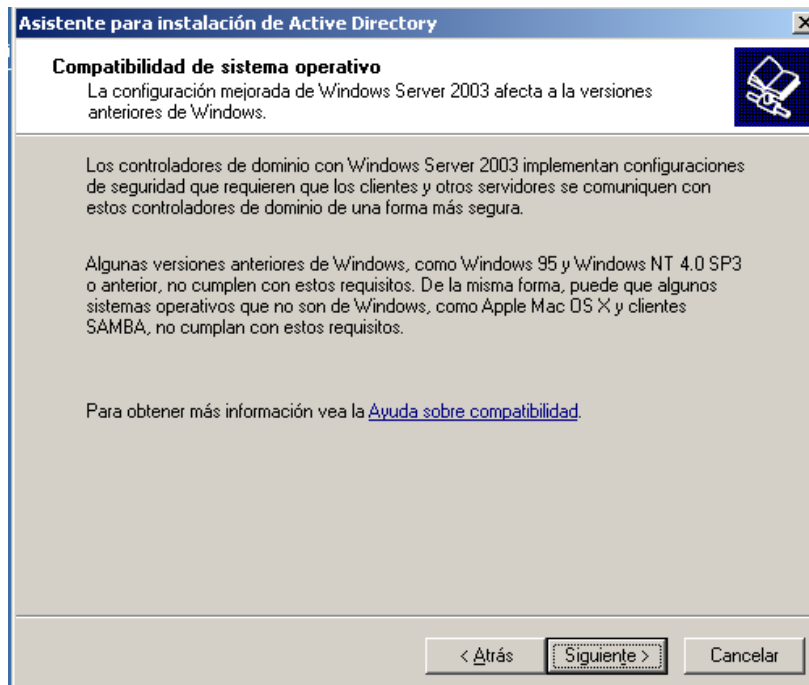 Asistente para instalación de Active Directory
Compatibilidad de sistema operativo
La configuración mejorada de Windows Server 2003 afecta a la versiones
anteriores de Windows.
Los controladores de dominio con Windows Server 2003 implementan configuraciones
de seguridad que requieren que los clientes y otros servidores se comuniquen con
estos controladores de dominio de una forma más segura.
Algunas versiones anteriores de Windows, como Windows 95 y Windows NT 4.0 SP3
o anterior, no cumplen con estos requisitos. De la misma forma, puede que algunos
sistemas operativos que no son de Windows, como Apple Mac OS X y clientes
SAMBA, no cumplan con estos requisitos.
Para obtener más información vea la Ayuda sobre compatibilidad.
< Atrás Siguiente > Cancelar